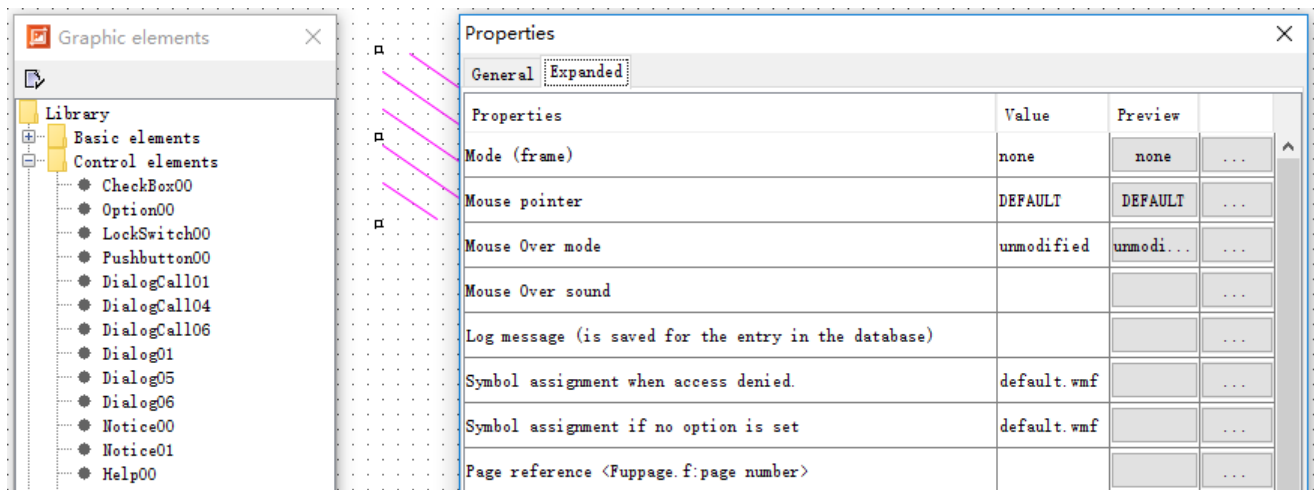 Graphic elements
Library
Basic elements
Control elements
CheckBox00
Option00
LockSwitch00
Pushbutton00
DialogCall01
DialogCall04
DialogCall06
Dialog01
Dialog05
Dialog06
Notice00
Notice01
Help00
Properties
General Expanded
Properties Value Preview
Mode (frame) none none ...
Mouse pointer DEFAULT DEFAULT ...
Mouse Over mode unmodified unmodi... ...
Mouse Over sound ...
Log message (is saved for the entry in the database) ...
Symbol assignment when access denied. default.wmf ...
Symbol assignment if no option is set default.wmf ...
Page reference <Fuppage.f:page number> ...